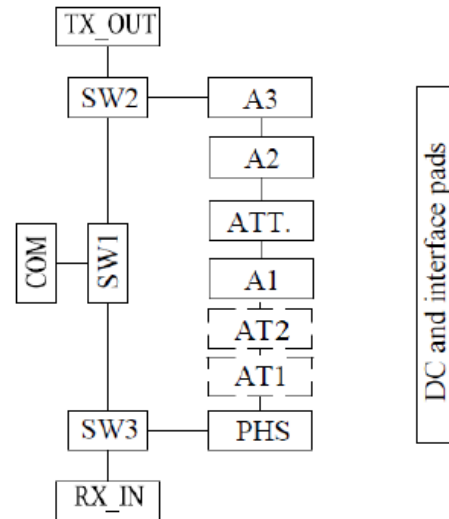 TX_OUT
SW2
A3
A2
ATT.
COM
SW1
A1
AT2
AT1
SW3
PHS
RX_IN
DC and interface pads